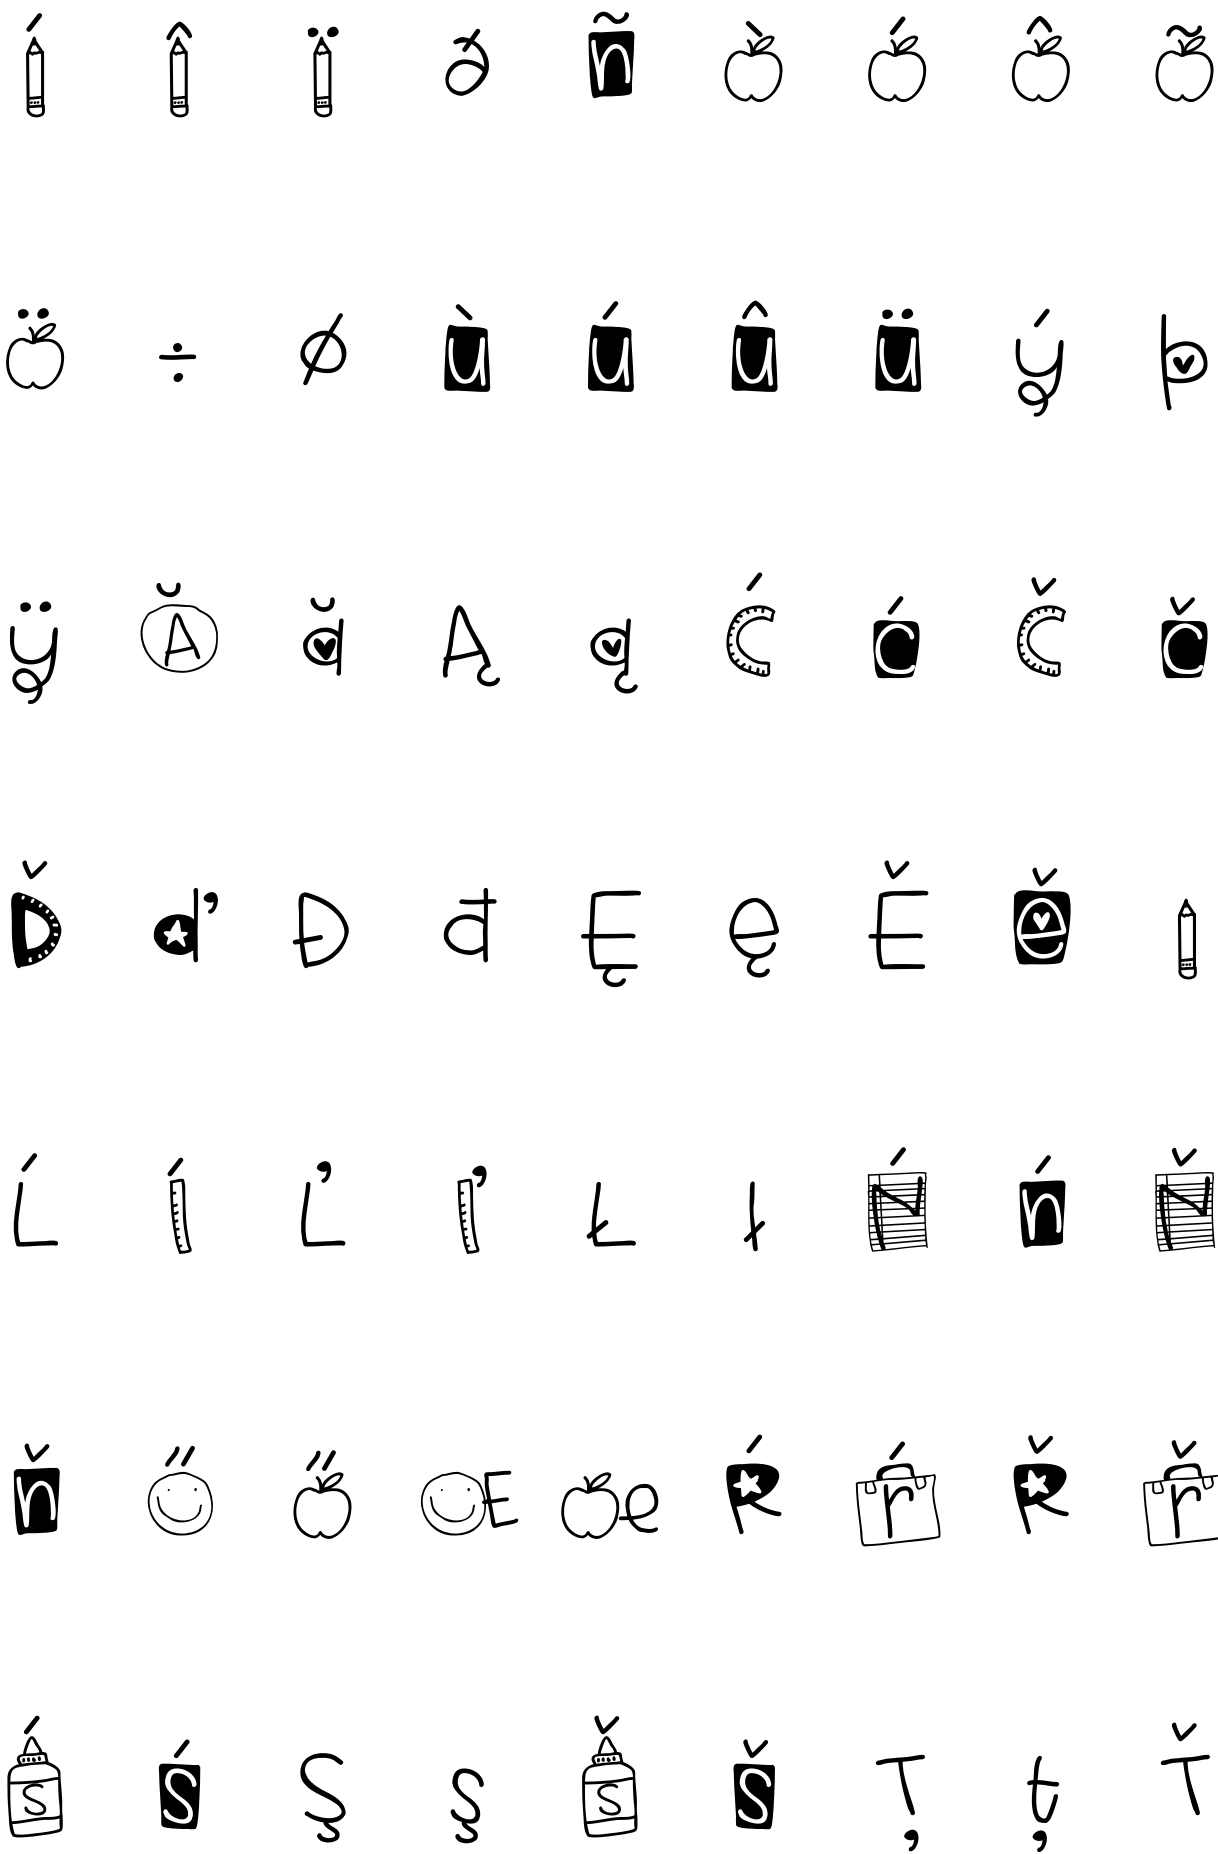 í î ï ð ñ ò ó ô õ
ö ÷ ø ù ú û ü ý þ
ÿ Ă ă Ą ą Ć ć Č č
Ď ď Đ đ Ę ę Ě ě ı
Ĺ ĺ Ľ ľ Ł ł Ń ń Ň
ň Ő ő Œ œ Ŕ ŕ Ř ř
Ś ś Ş ş Š š Ţ ţ Ť